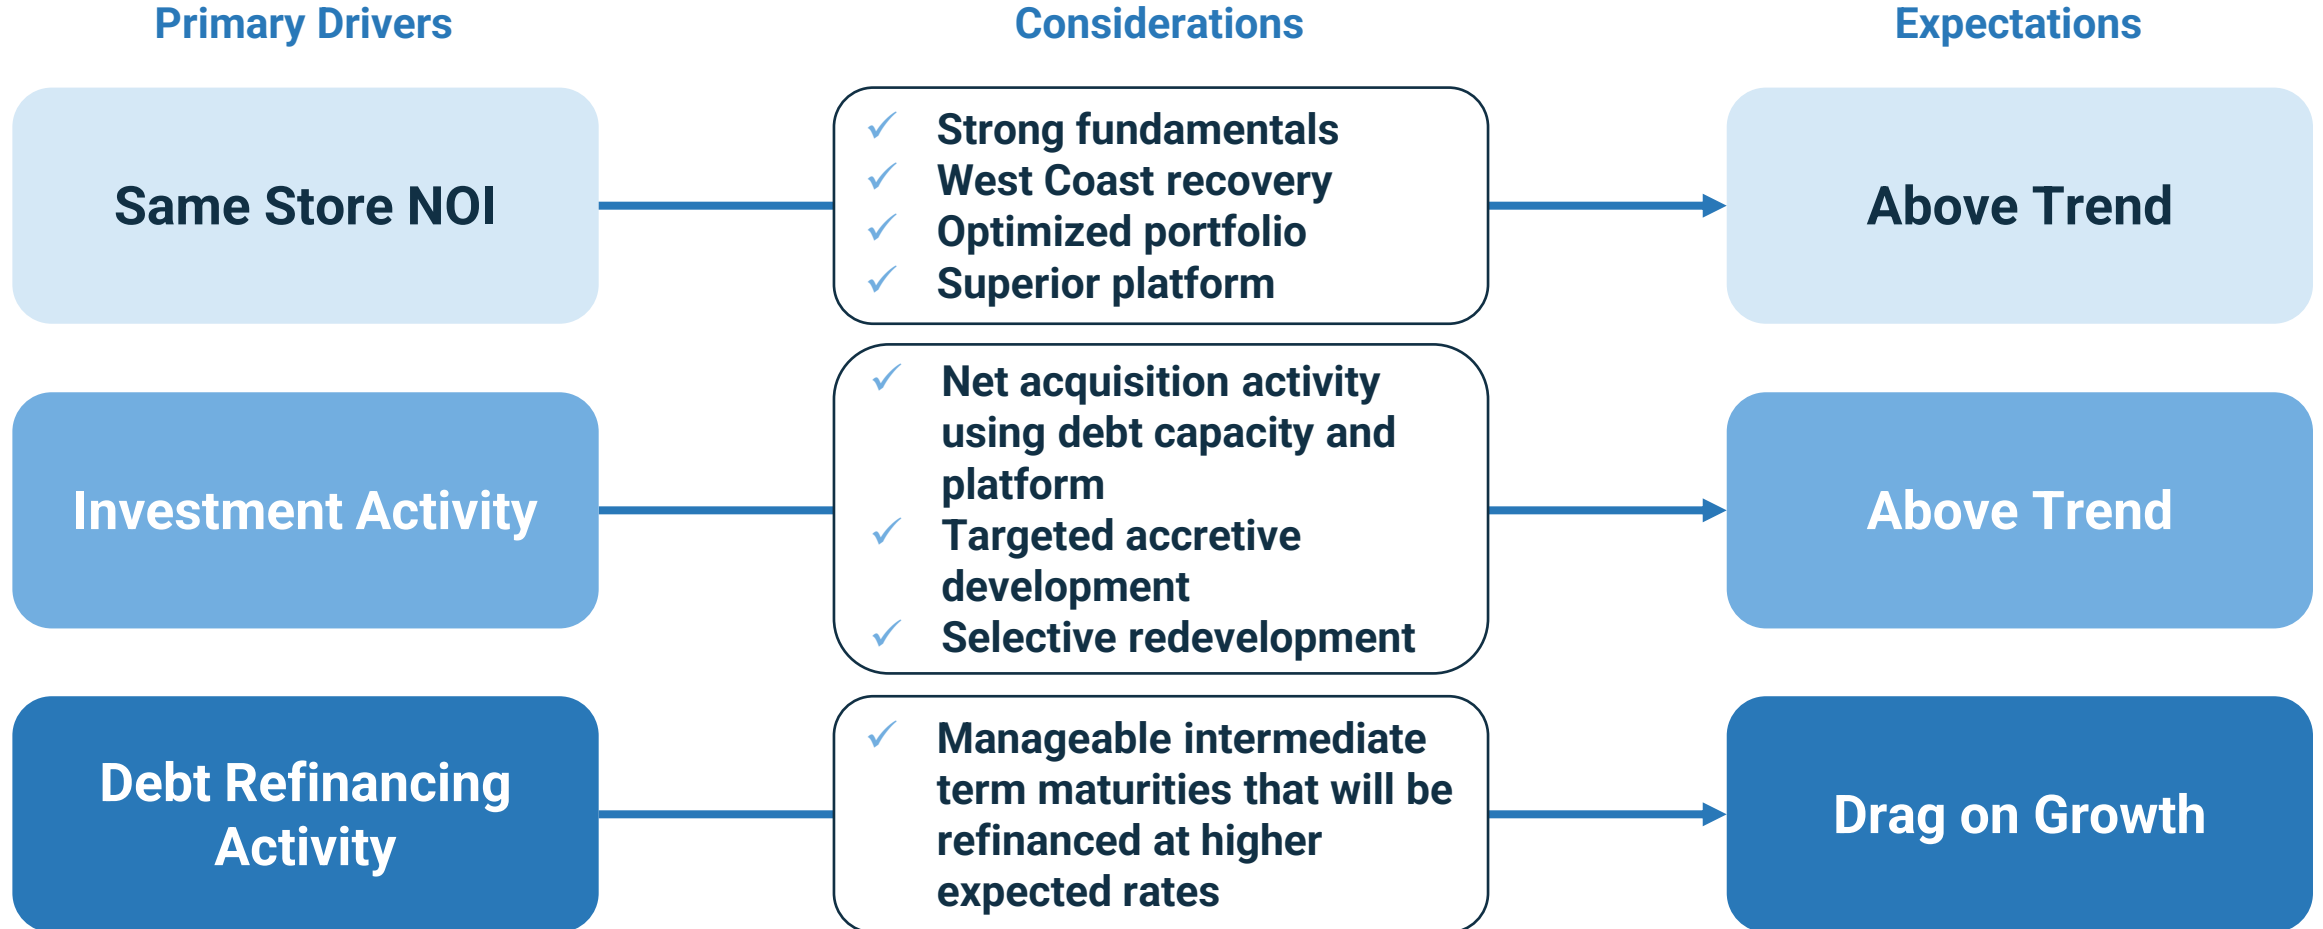 Primary Drivers
Considerations
Expectations
Same Store NOI
✓ Strong fundamentals
✓ West Coast recovery
✓ Optimized portfolio
✓ Superior platform
Above Trend
Investment Activity
✓ Net acquisition activity
using debt capacity and
platform
✓ Targeted accretive
development
✓ Selective redevelopment
Above Trend
Debt Refinancing
Activity
✓ Manageable intermediate
term maturities that will be
refinanced at higher
expected rates
Drag on Growth